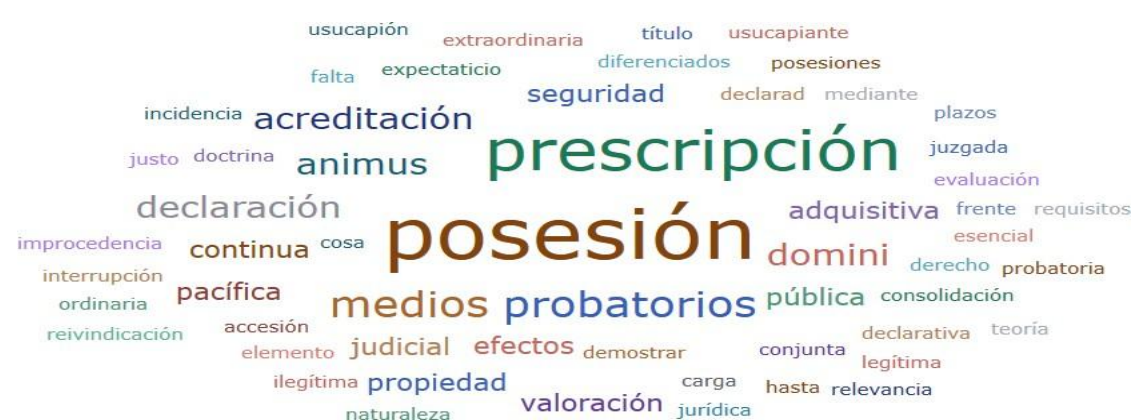 usucapión extraordinaria título usucapiante
falta expectaticio diferenciados posesiones
incidencia acreditación seguridad declarad mediante plazos
justo doctrina animus prescripción juzgada
evaluación
declaración posesión adquisitiva frente requisitos
improcedencia continua cosa domini esencial
interrupción pacífica derecho probatoria
ordinaria medios probatorios pública consolidación
reivindicación accesión declarativa teoría
elemento judicial efectos demostrar conjunta legítima
ilegítima propiedad carga hasta relevancia
naturaleza valoración jurídica